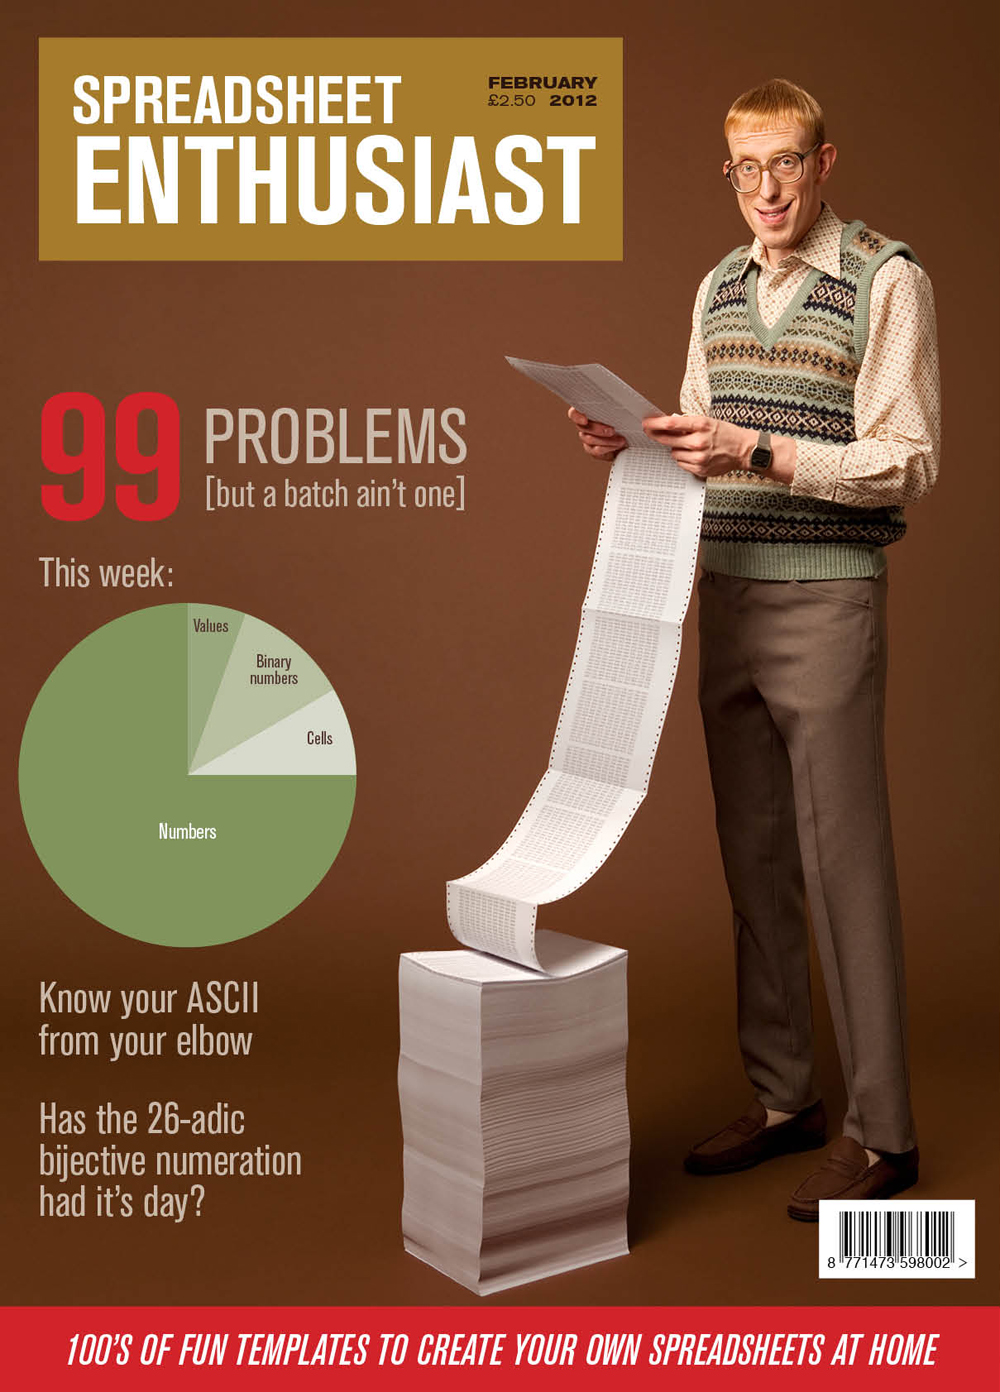 SPREADSHEET
ENTHUSIAST
FEBRUARY
£2.50 2012
99 PROBLEMS
[but a batch ain't one]
This week:
Values
Binary
numbers
Cells
Numbers
Know your ASCII
from your elbow
Has the 26-adic
bijective numeration
had it's day?
8 771473 598002 >
100'S OF FUN TEMPLATES TO CREATE YOUR OWN SPREADSHEETS AT HOME